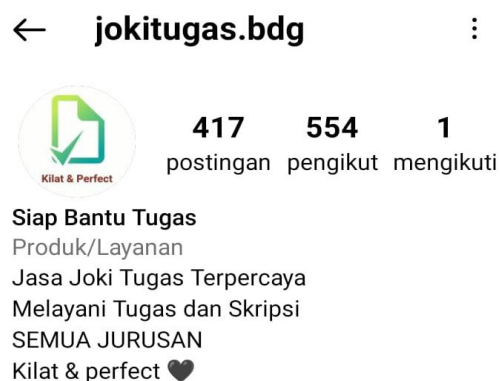 jokitugas.bdg
Kilat & Perfect
417 554 1
postingan pengikut mengikuti
Siap Bantu Tugas
Produk/Layanan
Jasa Joki Tugas Terpercaya
Melayani Tugas dan Skripsi
SEMUA JURUSAN
Kilat & perfect 🖤